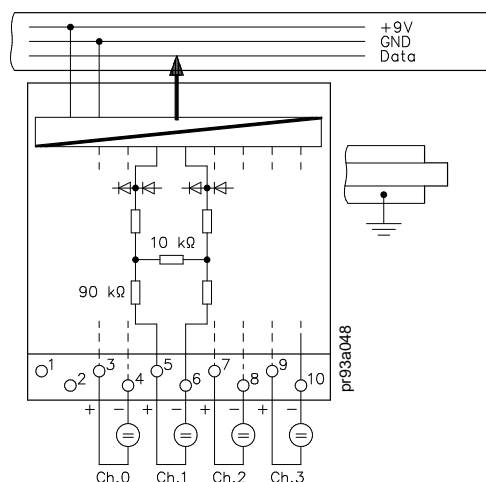 +9V
GND
Data
10 kΩ
90 kΩ
pr93a048
1 2 3 4 5 6 7 8 9 10
+ − + − + − + −
Ch.0 Ch.1 Ch.2 Ch.3